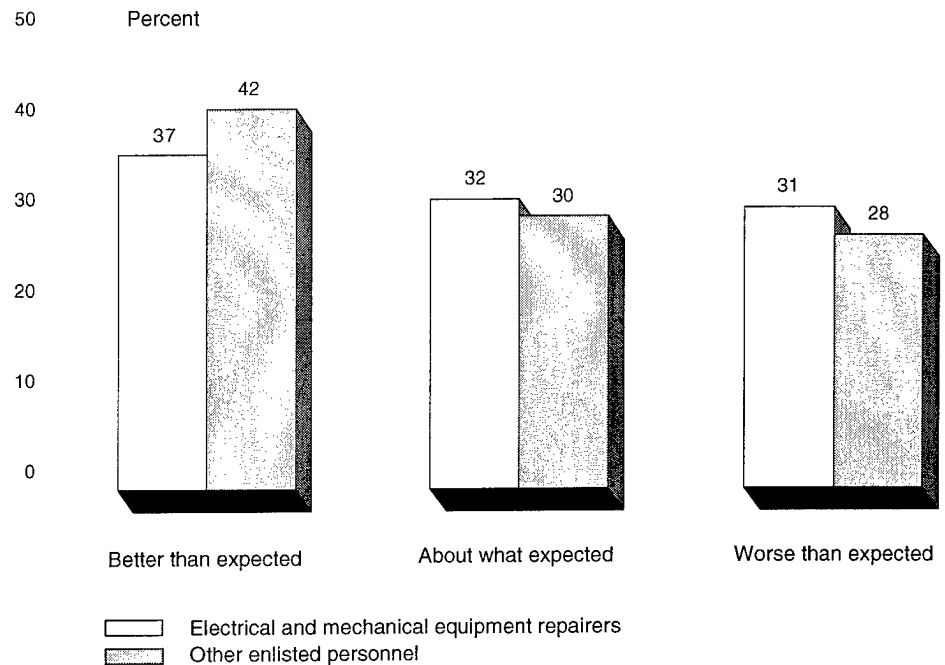 50 Percent
42
40
37
32
31
30
30
28
20
10
0
Better than expected
About what expected
Worse than expected
Electrical and mechanical equipment repairers
Other enlisted personnel